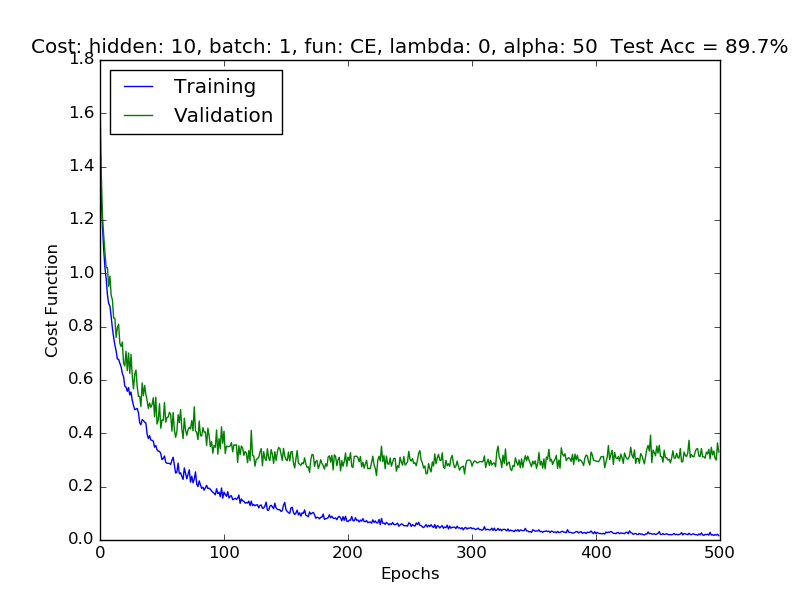 Cost: hidden: 10, batch: 1, fun: CE, lambda: 0, alpha: 50  Test Acc = 89.7%
Training
Validation
1.8
1.6
1.4
1.2
1.0
0.8
0.6
0.4
0.2
0.0
Cost Function
0 100 200 300 400 500
Epochs